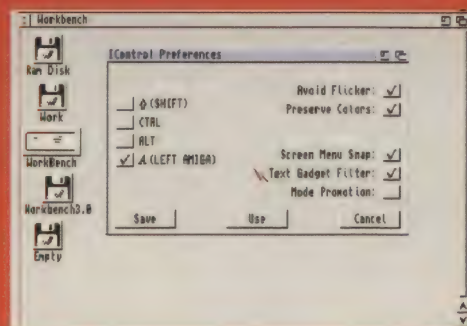 Workbench
Ram Disk
Work
WorkBench
Workbench3.0
Empty
IControl Preferences
⇧ (SHIFT)
CTRL
ALT
A (LEFT AMIGA)
Avoid Flicker:
Preserve Colors:
Screen Menu Snap:
Text Gadget Filter:
Mode Promotion:
Save
Use
Cancel